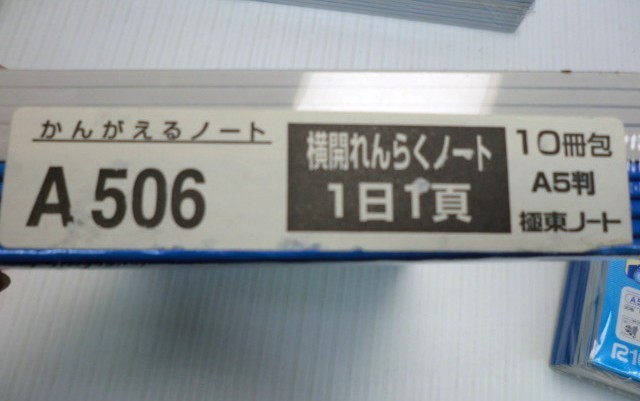 かんがえるノート
A 506
横開れんらくノート
1日1頁
10冊包
A5判
極東ノート